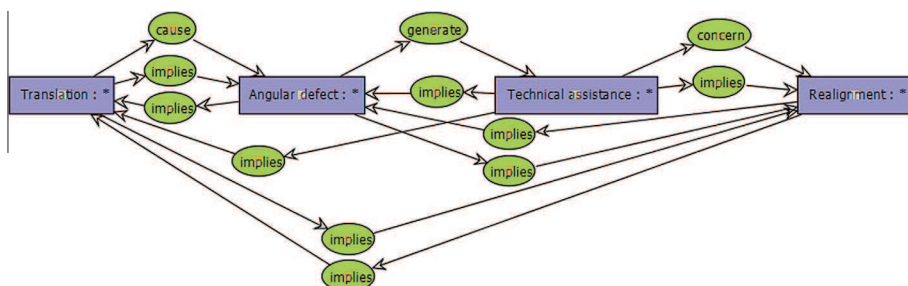 cause
generate
concern
implies
implies
Translation : *
Angular defect : *
implies
Technical assistance : *
Realignment : *
implies
implies
implies
implies
implies
implies